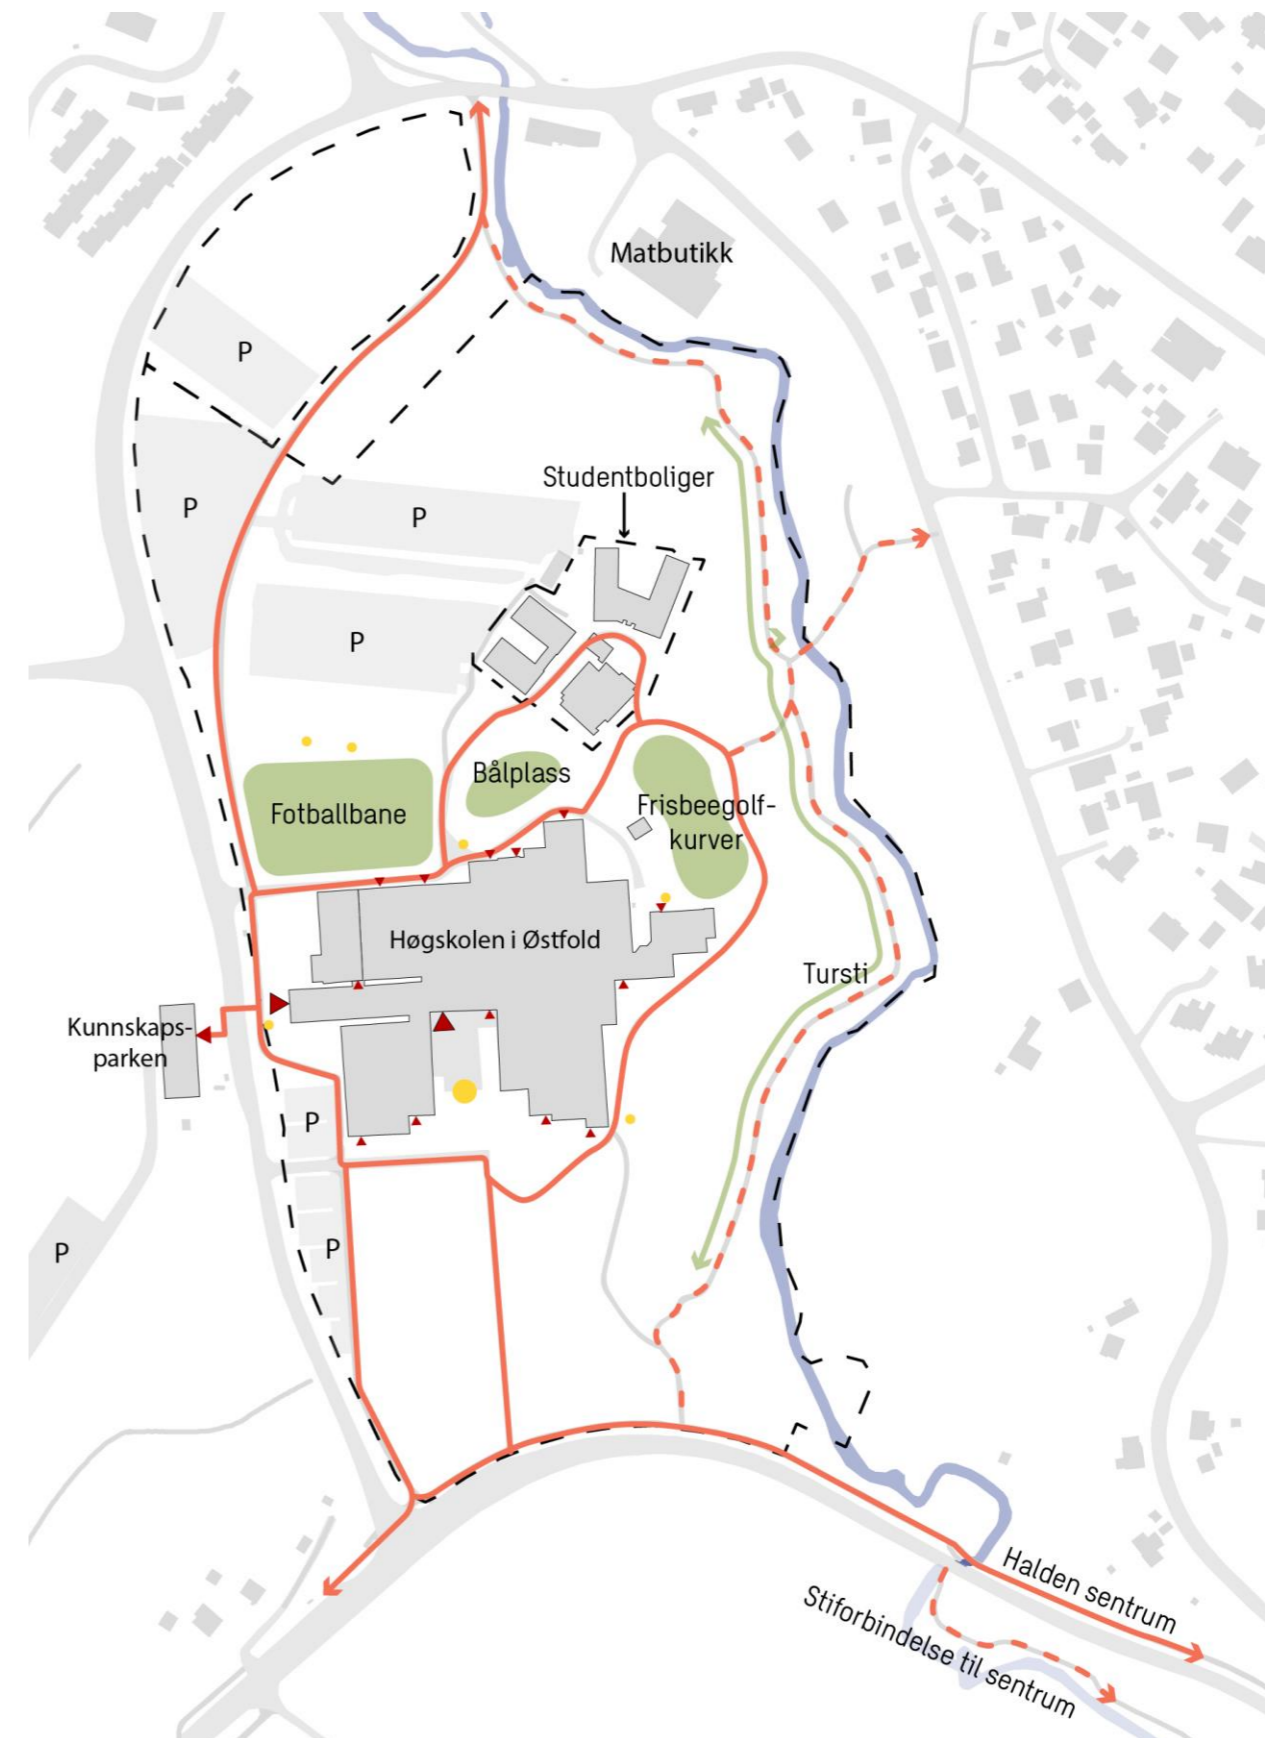 Matbutikk
P
Studentboliger
P
P
P
Bålplass
Fotballbane
Frisbeegolf-
kurver
Høgskolen i Østfold
Tursti
Kunnskaps-
parken
P
P
P
Halden sentrum
Stiforbindelse til sentrum